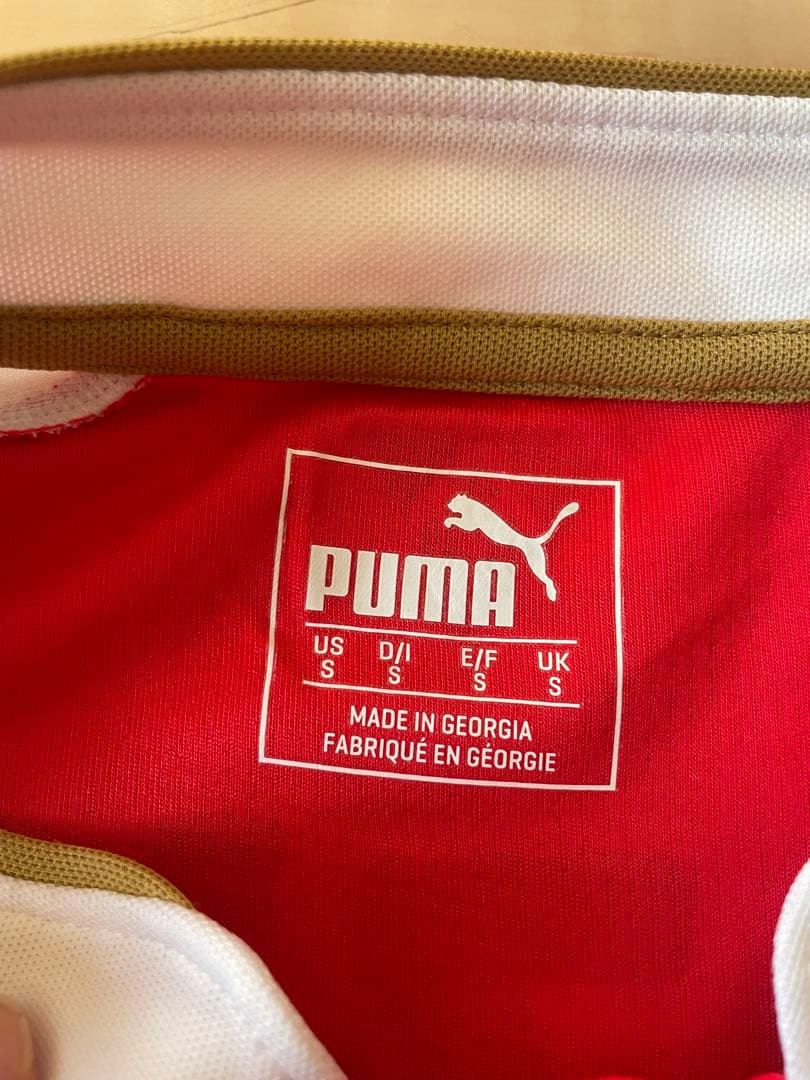 PUMA
US D/I E/F UK
S S S S
MADE IN GEORGIA
FABRIQUÉ EN GÉORGIE